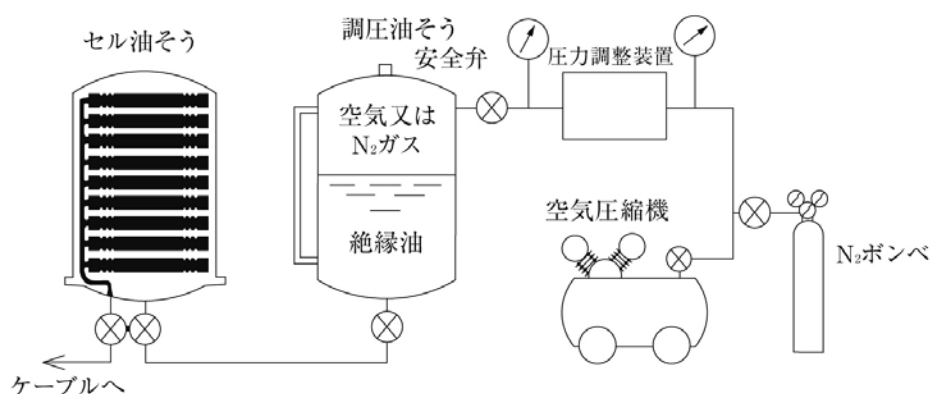 セル油そう
調圧油そう
安全弁
圧力調整装置
空気又は
N₂ガス
絶縁油
空気圧縮機
N₂ボンベ
ケーブルへ